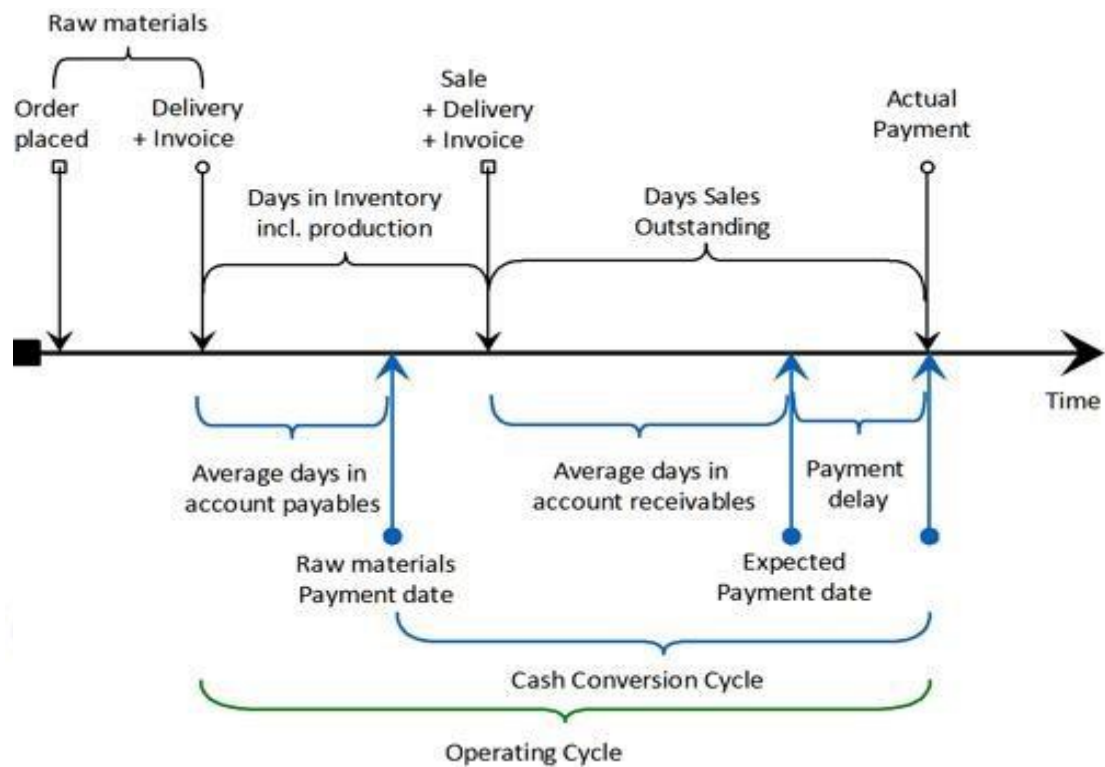 Raw materials
Order
placed
Delivery
+ Invoice
Sale
+ Delivery
+ Invoice
Actual
Payment
Days in Inventory
incl. production
Days Sales
Outstanding
Time
Average days in
account payables
Average days in
account receivables
Payment
delay
Raw materials
Payment date
Expected
Payment date
Cash Conversion Cycle
Operating Cycle